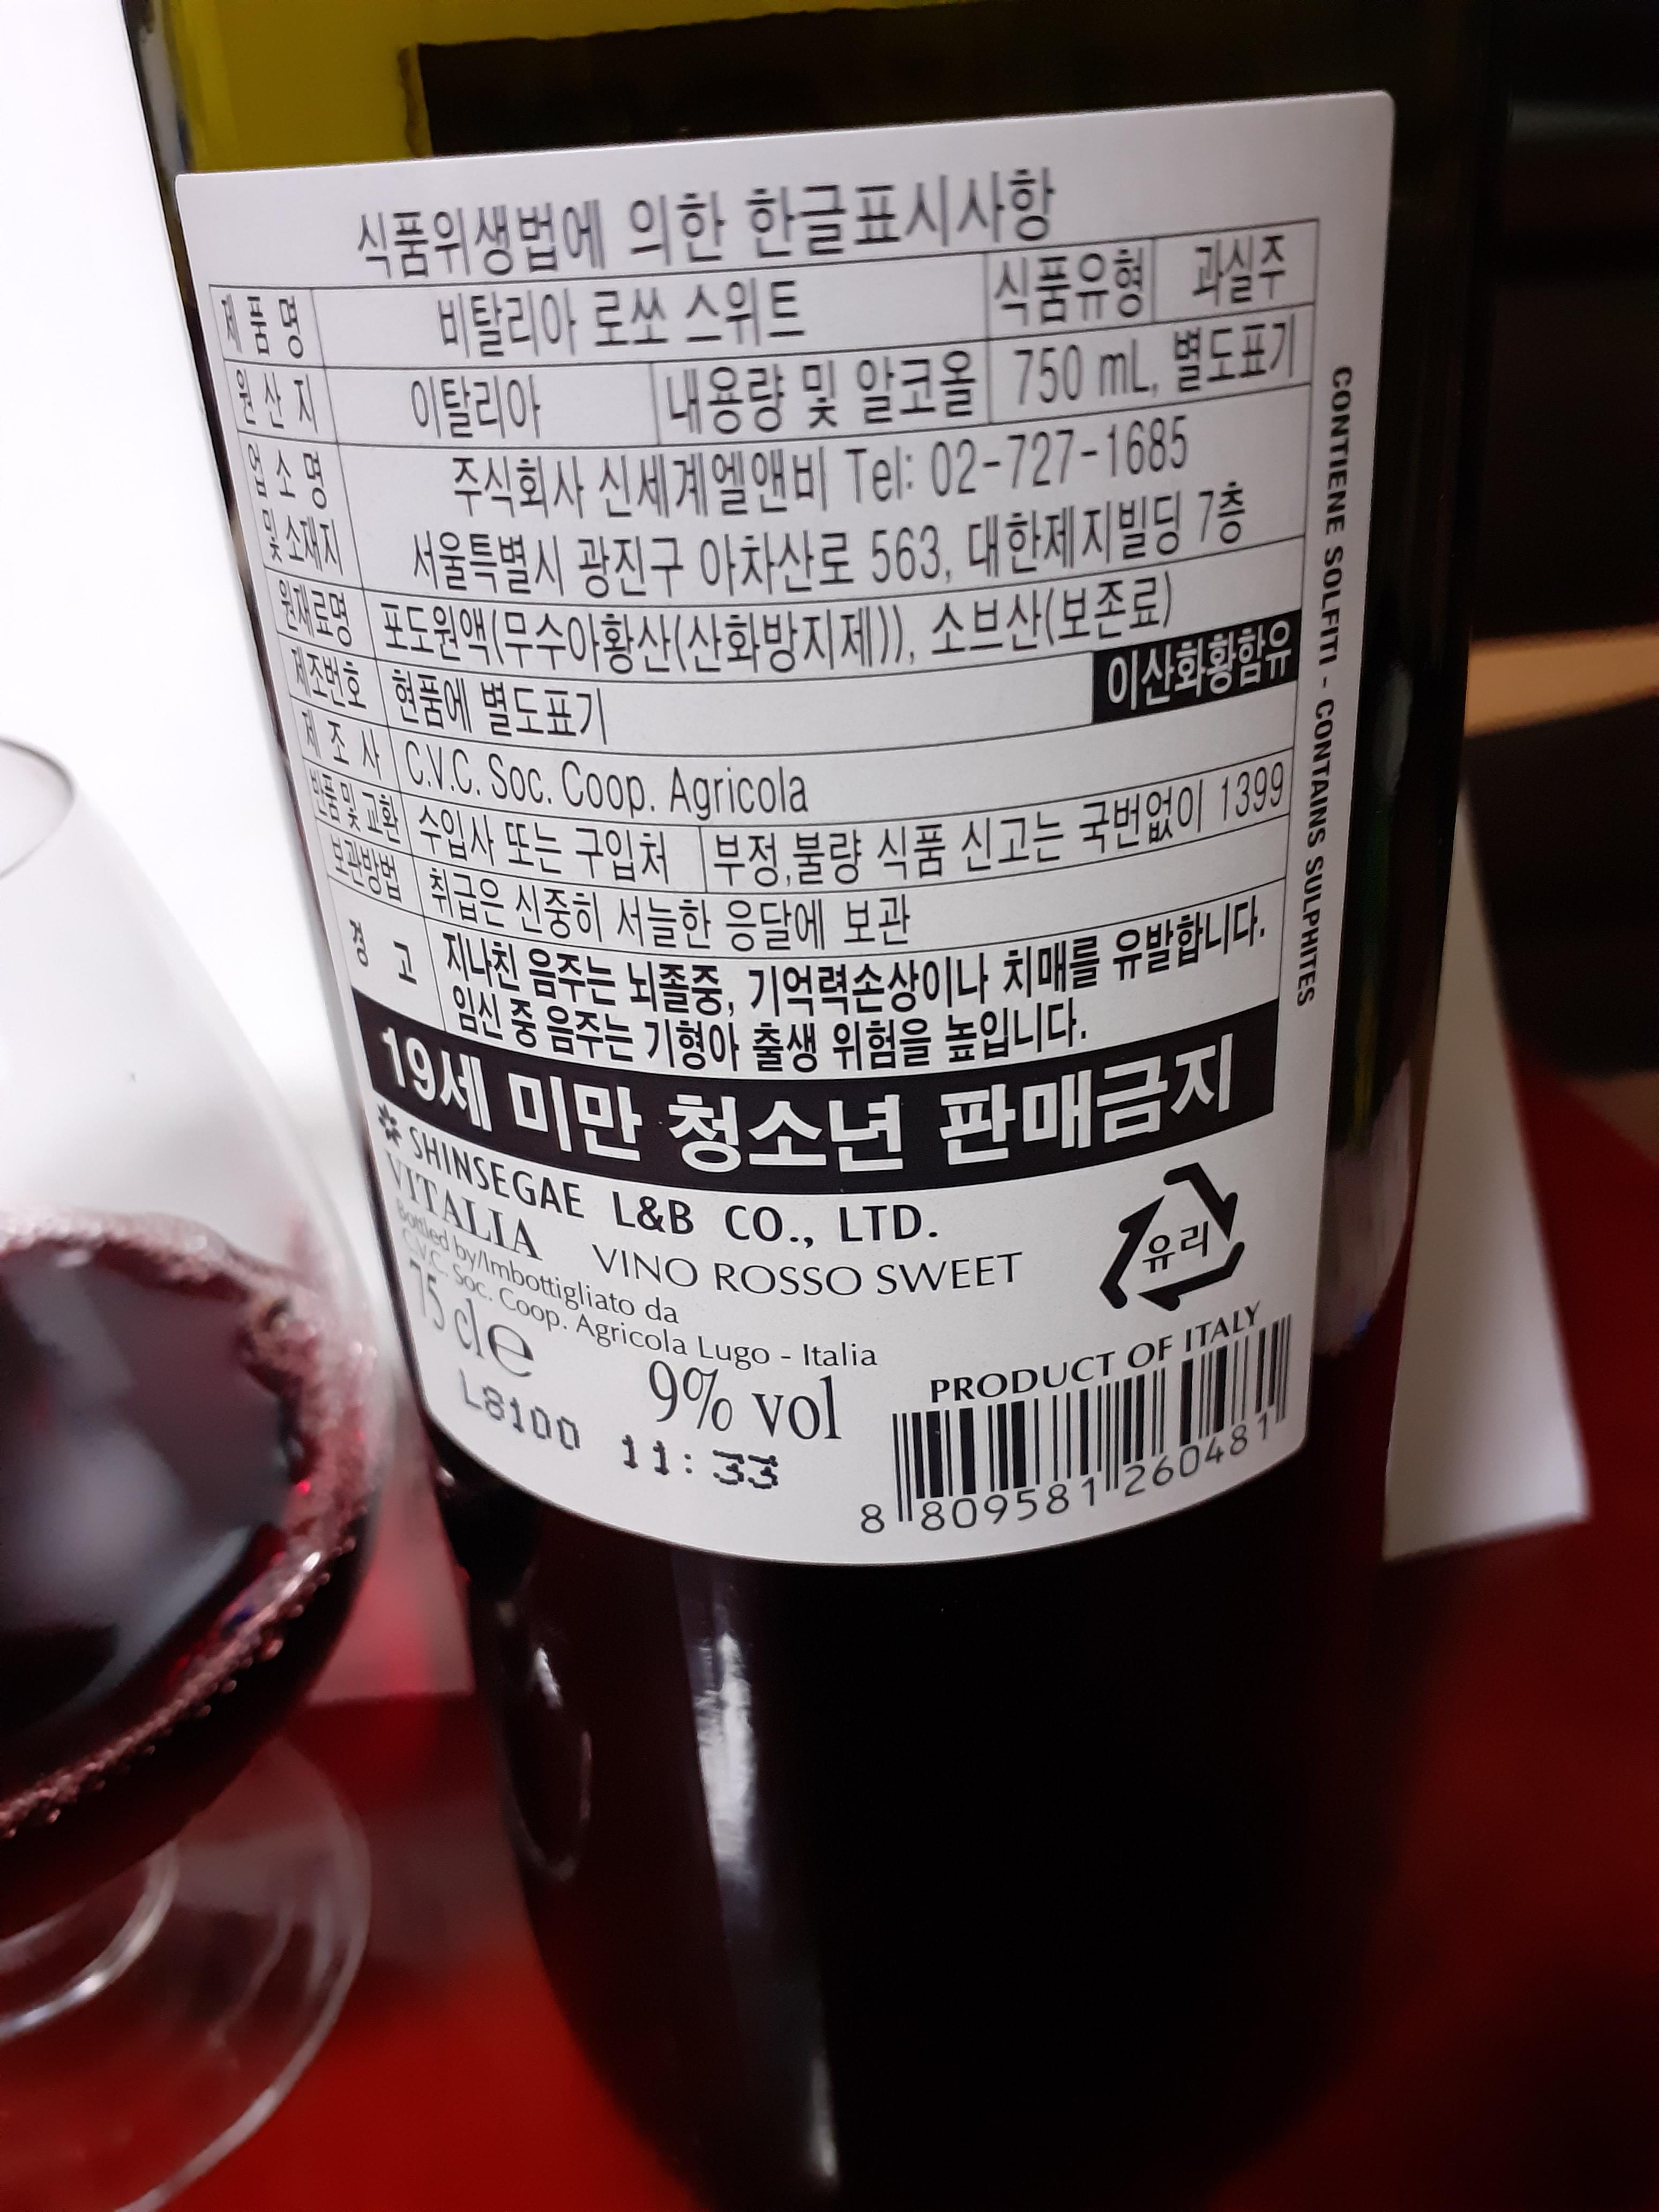 식품위생법에 의한 한글표시사항
제품명 비탈리아 로쏘 스위트 식품유형 과실주
원산지 이탈리아 내용량 및 알코올 750 mL, 별도표기
업소명 및 소재지 주식회사 신세계엘앤비 Tel: 02-727-1685
서울특별시 광진구 아차산로 563, 대한제지빌딩 7층
원재료명 포도원액(무수아황산(산화방지제)), 소브산(보존료)
이산화황함유
제조번호 현품에 별도표기
제조사 C.V.C. Soc. Coop. Agricola
반품및교환 수입사 또는 구입처 부정,불량 식품 신고는 국번없이 1399
보관방법 취급은 신중히 서늘한 응달에 보관
경고 지나친 음주는 뇌졸중, 기억력손상이나 치매를 유발합니다.
임신 중 음주는 기형아 출생 위험을 높입니다.
19세 미만 청소년 판매금지
SHINSEGAE L&B CO., LTD.
VITALIA VINO ROSSO SWEET
Bottled by/Imbottigliato da
C.V.C. Soc. Coop. Agricola Lugo - Italia
75 cl e 9% vol
L8100 11:33
유리
PRODUCT OF ITALY
8 809581 260481
CONTIENE SOLFITI - CONTAINS SULPHITES